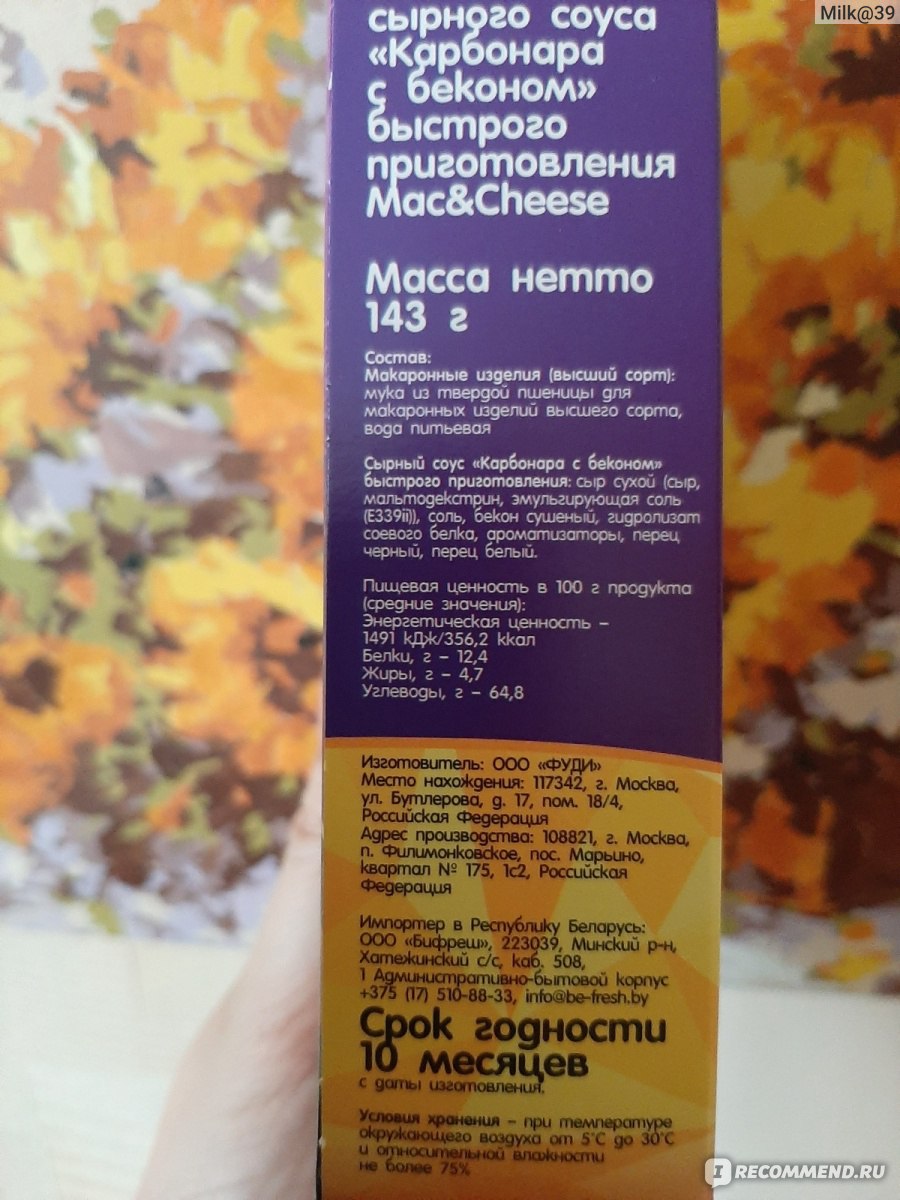 Milk@39
сырного соуса
«Карбонара
с беконом»
быстрого
приготовления
Mac&Cheese
Масса нетто
143 г
Состав:
Макаронные изделия (высший сорт):
мука из твердой пшеницы для
макаронных изделий высшего сорта,
вода питьевая
Сырный соус «Карбонара с беконом»
быстрого приготовления: сыр сухой (сыр,
мальтодекстрин, эмульгирующая соль
(E339ii)), соль, бекон сушеный, гидролизат
соевого белка, ароматизаторы, перец
черный, перец белый.
Пищевая ценность в 100 г продукта
(средние значения):
Энергетическая ценность –
1491 кДж/356,2 ккал
Белки, г – 12,4
Жиры, г – 4,7
Углеводы, г – 64,8
Изготовитель: ООО «ФУДИ»
Место нахождения: 117342, г. Москва,
ул. Бутлерова, д. 17, пом. 18/4,
Российская Федерация
Адрес производства: 108821, г. Москва,
п. Филимонковское, пос. Марьино,
квартал № 175, 1с2, Российская
Федерация
Импортер в Республику Беларусь:
ООО «Бифреш», 223039, Минский р-н,
Хатежинский с/с, каб. 508,
1 Административно-бытовой корпус
+375 (17) 510-88-33, info@be-fresh.by
Срок годности
10 месяцев
с даты изготовления.
Условия хранения – при температуре
окружающего воздуха от 5°С до 30°С
и относительной влажности
не более 75%
IRECOMMEND.RU